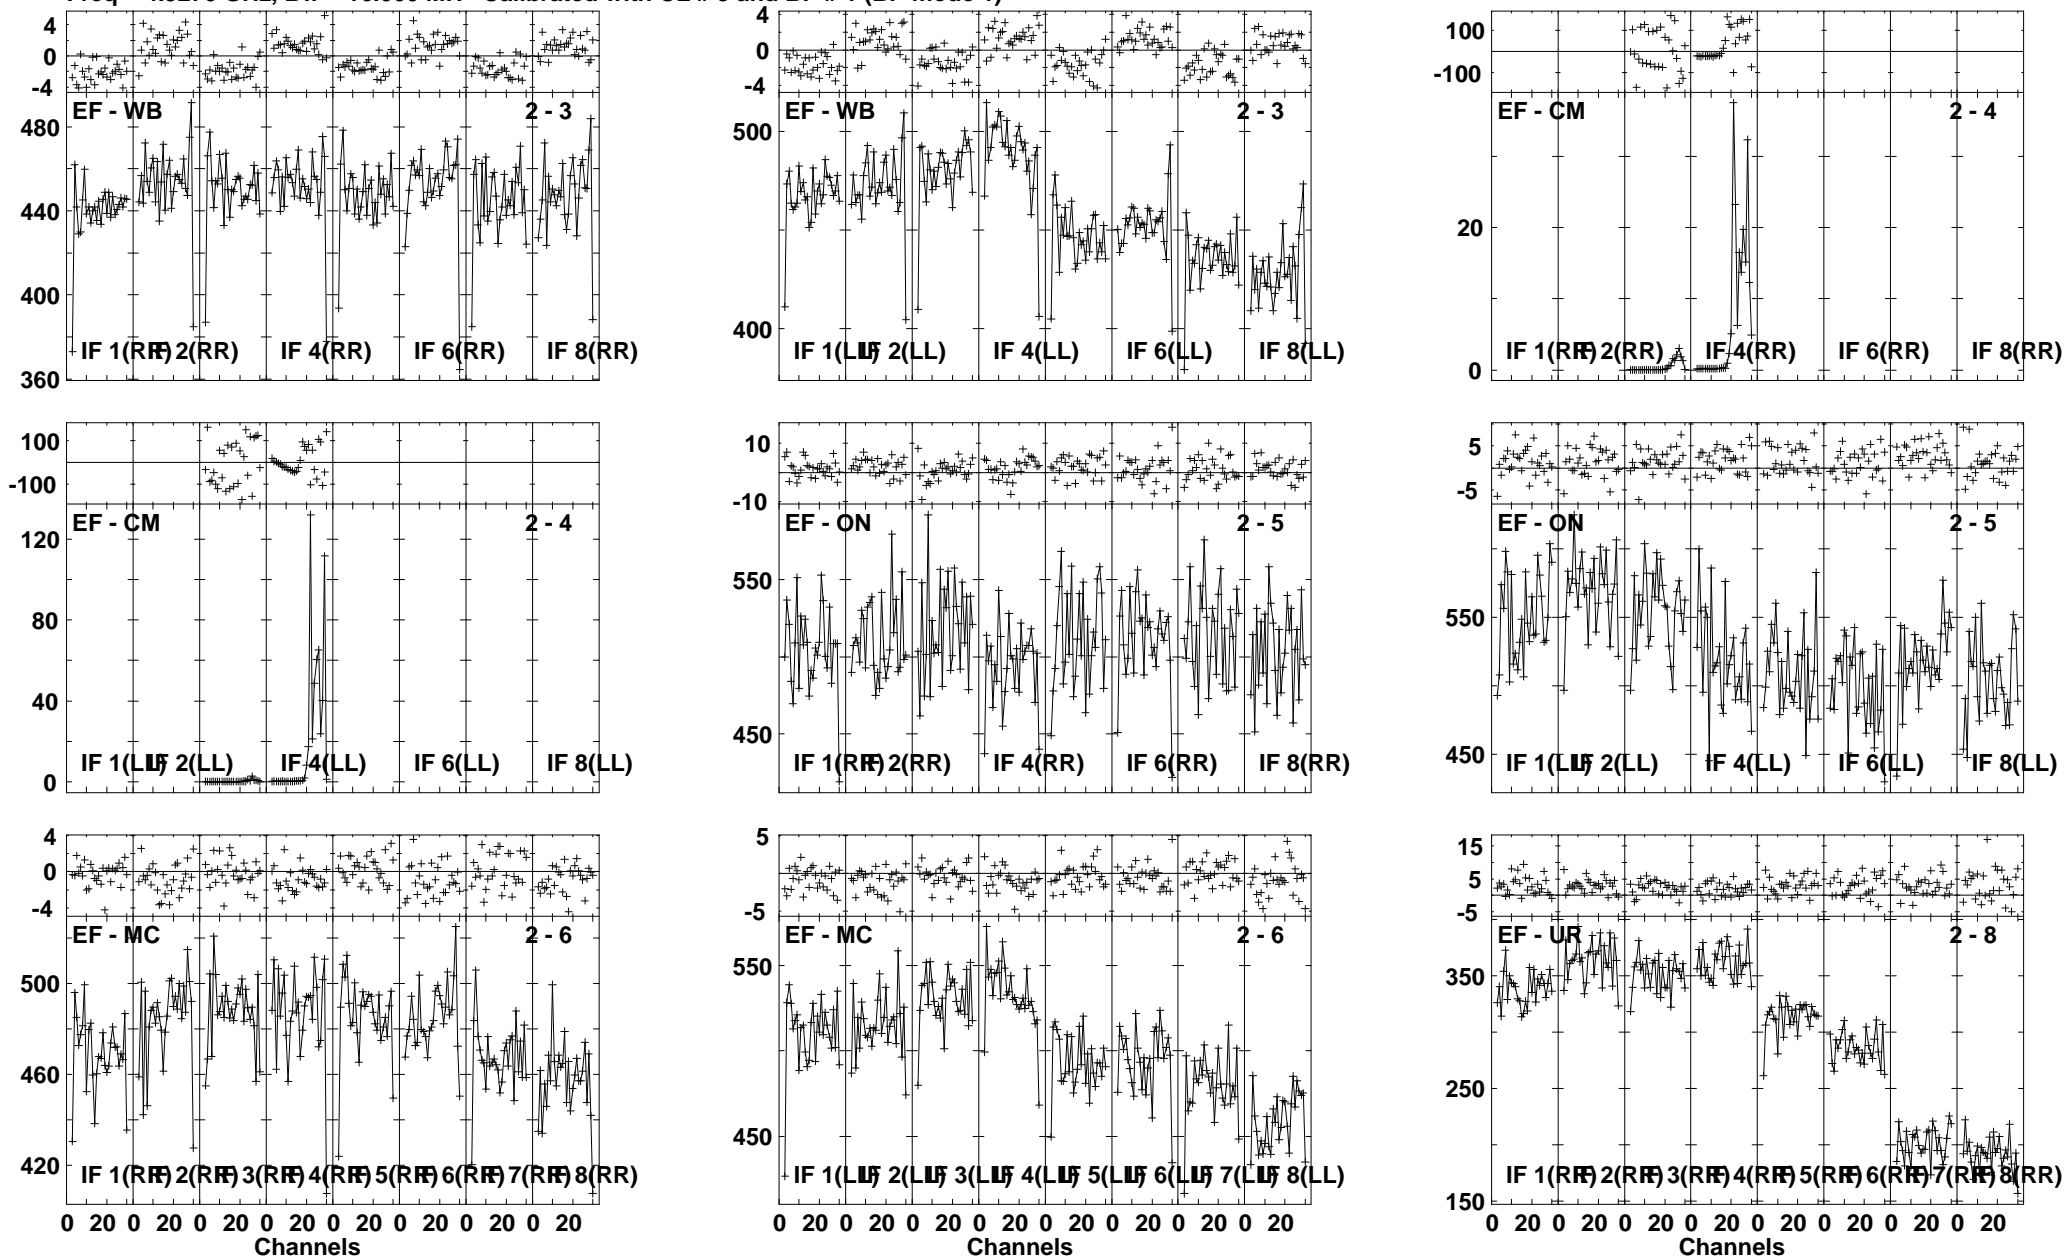 4
0
-4
EF - WB
2 - 3
480
440
400
360
IF 1(RR) IF 2(RR) IF 4(RR) IF 6(RR) IF 8(RR)
4
0
-4
EF - WB
2 - 3
500
400
IF 1(LL) IF 2(LL) IF 4(LL) IF 6(LL) IF 8(LL)
100
-100
EF - CM
2 - 4
20
0
IF 1(RR) IF 2(RR) IF 4(RR) IF 6(RR) IF 8(RR)
100
-100
EF - CM
2 - 4
120
80
40
0
IF 1(LL) IF 2(LL) IF 4(LL) IF 6(LL) IF 8(LL)
10
-10
EF - ON
2 - 5
550
450
IF 1(RR) IF 2(RR) IF 4(RR) IF 6(RR) IF 8(RR)
5
-5
EF - ON
2 - 5
550
450
IF 1(LL) IF 2(LL) IF 4(LL) IF 6(LL) IF 8(LL)
4
0
-4
EF - MC
2 - 6
500
460
420
IF 1(RR) IF 2(RR) IF 3(RR) IF 4(RR) IF 5(RR) IF 6(RR) IF 7(RR) IF 8(RR)
0 20 0 20 0 20 0 20 0 20 0 20 0 20 0 20
Channels
5
-5
EF - MC
2 - 6
550
450
IF 1(LL) IF 2(LL) IF 3(LL) IF 4(LL) IF 5(LL) IF 6(LL) IF 7(LL) IF 8(LL)
0 20 0 20 0 20 0 20 0 20 0 20 0 20 0 20
Channels
15
5
-5
EF - UR
2 - 8
350
250
150
IF 1(RR) IF 2(RR) IF 3(RR) IF 4(RR) IF 5(RR) IF 6(RR) IF 7(RR) IF 8(RR)
0 20 0 20 0 20 0 20 0 20 0 20 0 20 0 20
Channels